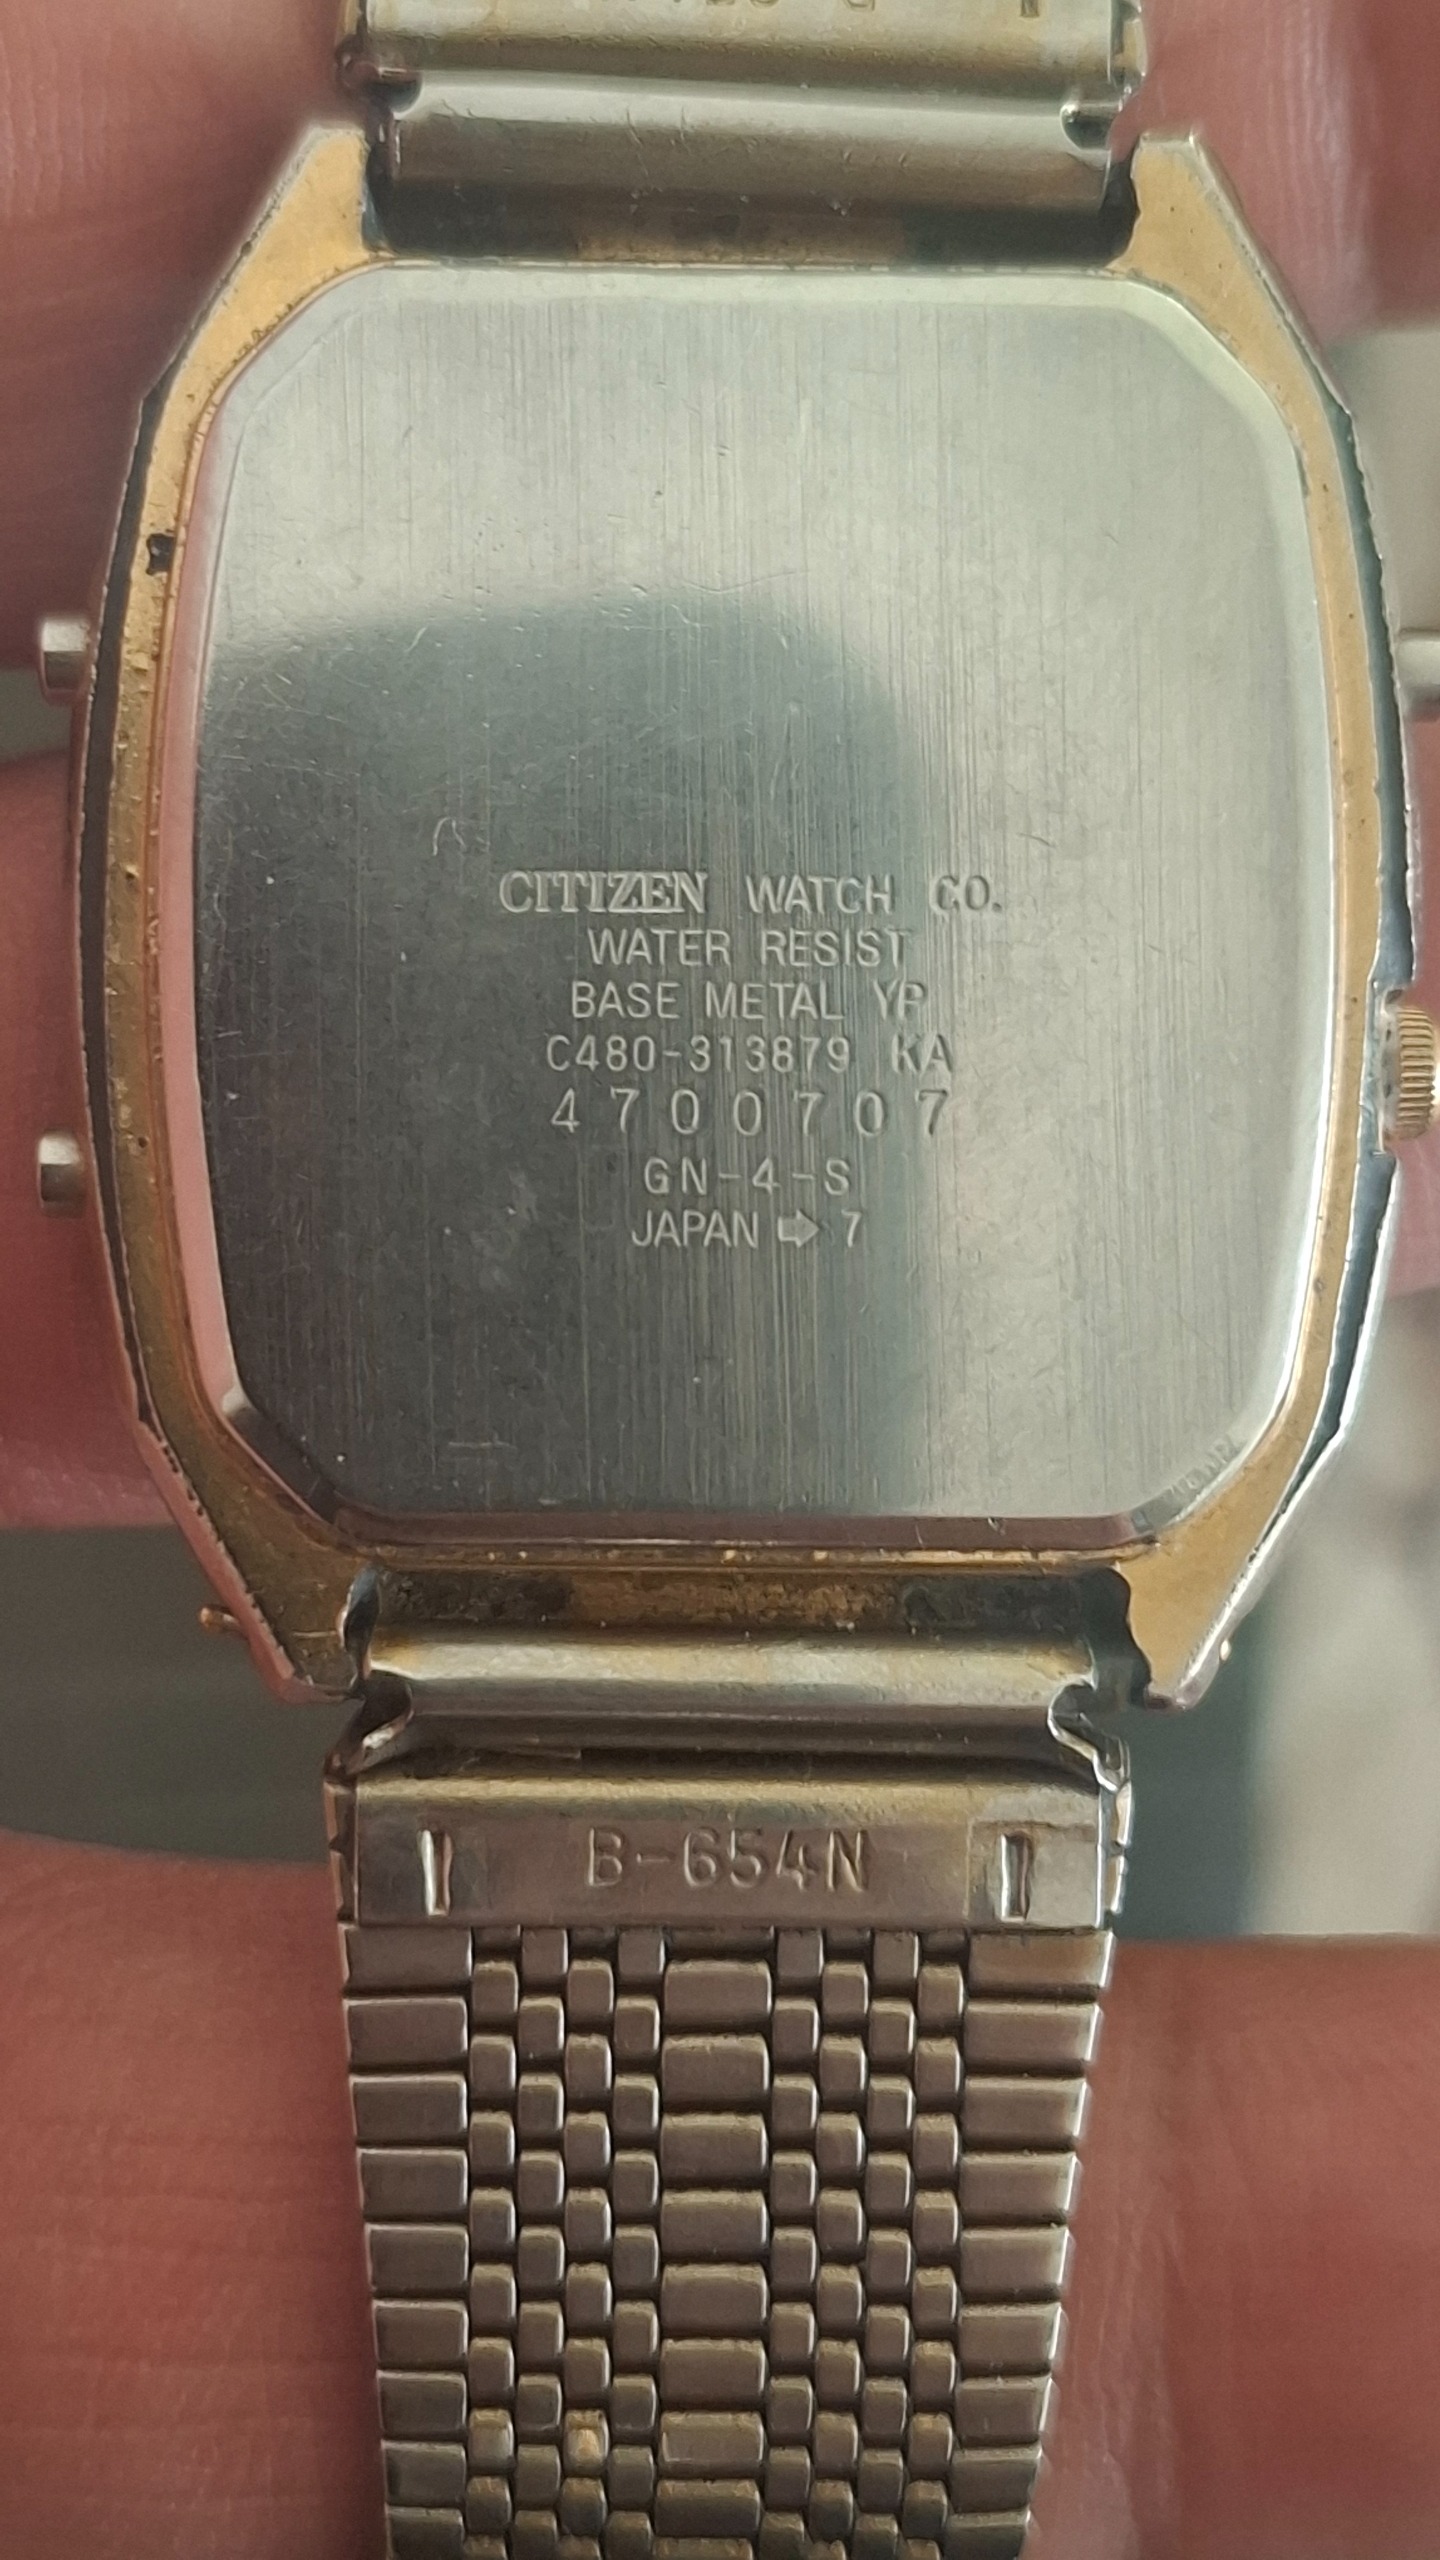 CITIZEN WATCH CO.
WATER RESIST
BASE METAL YP
C480-313879 KA
4700707
GN-4-S
JAPAN ⇨ 7
B-654N